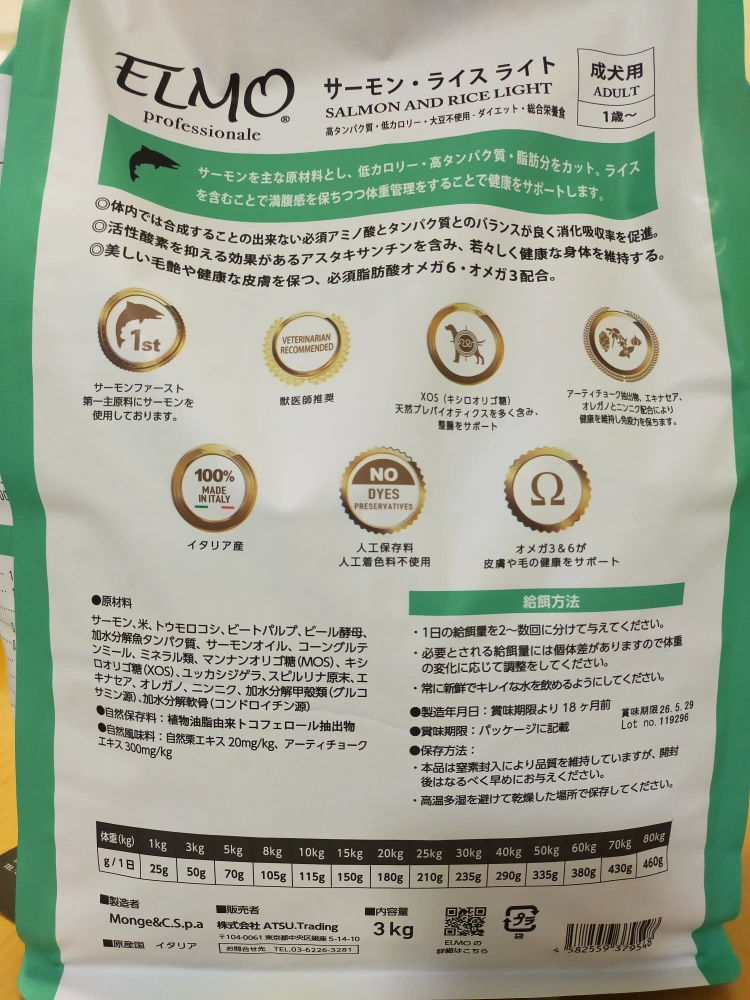 ELMO
professionale
®
サーモン・ライス ライト
SALMON AND RICE LIGHT
高タンパク質・低カロリー・大豆不使用・ダイエット・総合栄養食
成犬用
ADULT
1歳～
サーモンを主な原材料とし、低カロリー・高タンパク質・脂肪分をカット。ライス
を含むことで満腹感を保ちつつ体重管理をすることで健康をサポートします。
◎体内では合成することの出来ない必須アミノ酸とタンパク質とのバランスが良く消化吸収率を促進。
◎活性酸素を抑える効果があるアスタキサンチンを含み、若々しく健康な身体を維持する。
◎美しい毛艶や健康な皮膚を保つ、必須脂肪酸オメガ6・オメガ3配合。
1st
サーモンファースト
第一主原料にサーモンを
使用しております。
VETERINARIAN
RECOMMENDED
獣医師推奨
XOS（キシロオリゴ糖）
天然プレバイオティクスを多く含み、
整腸をサポート
アーティチョーク抽出物、エキナセア、
オレガノとニンニク配合により
健康を維持し免疫力を保ちます。
100%
MADE
IN ITALY
イタリア産
NO
DYES
PRESERVATIVES
人工保存料
人工着色料不使用
Ω
オメガ3&6が
皮膚や毛の健康をサポート
●原材料
サーモン、米、トウモロコシ、ビートパルプ、ビール酵母、
加水分解魚タンパク質、サーモンオイル、コーングルテ
ンミール、ミネラル類、マンナンオリゴ糖(MOS)、キシ
ロオリゴ糖(XOS)、ユッカシジゲラ、スピルリナ原末、エ
キナセア、オレガノ、ニンニク、加水分解甲殻類(グルコ
サミン源)、加水分解軟骨(コンドロイチン源)
●自然保存料：植物油脂由来トコフェロール抽出物
●自然風味料：自然栗エキス 20mg/kg、アーティチョーク
エキス300mg/kg
給餌方法
・1日の給餌量を2～数回に分けて与えてください。
・必要とされる給餌量には個体差がありますので体重
の変化に応じて調整をしてください。
・常に新鮮でキレイな水を飲めるようにしてください。
●製造年月日：賞味期限より 18ヶ月前
●賞味期限：パッケージに記載
賞味期限26.5.29
Lot no.119296
●保存方法：
・本品は窒素封入により品質を維持していますが、開封
後はなるべく早めにお与えください。
・高温多湿を避けて乾燥した場所で保存してください。
体重(kg) 1kg 3kg 5kg 8kg 10kg 15kg 20kg 25kg 30kg 40kg 50kg 60kg 70kg 80kg
g/1日 25g 50g 70g 105g 115g 150g 180g 210g 235g 290g 335g 380g 430g 460g
■製造者
Monge&C.S.p.a
■原産国 イタリア
■販売者
株式会社 ATSU.Trading
〒104-0061 東京都中央区銀座 5-14-10
お問合せ先 TEL.03-6226-3281
■内容量
3kg
ELMO の
詳細はこちら
プラ
袋
4 582559 37954